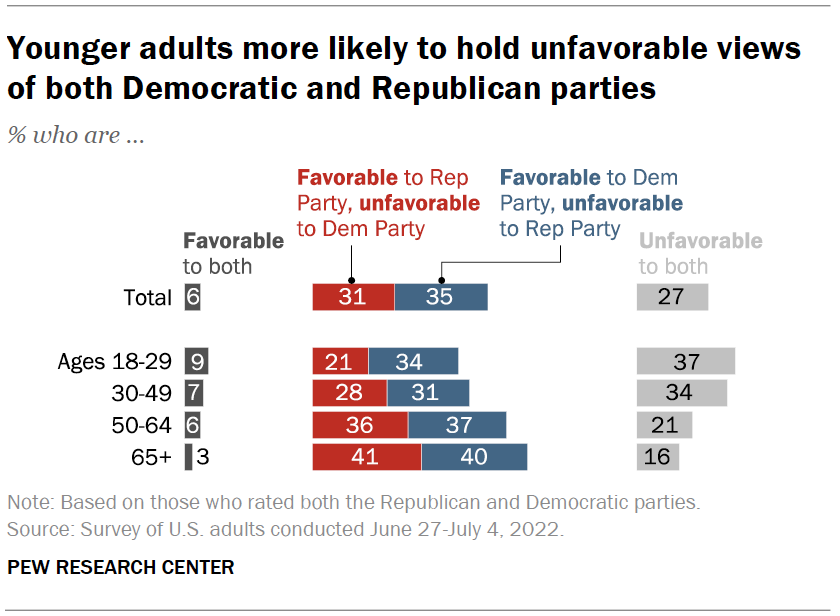 Younger adults more likely to hold unfavorable views
of both Democratic and Republican parties
% who are ...
Favorable to Rep
Party, unfavorable
to Dem Party
Favorable to Dem
Party, unfavorable
to Rep Party
Favorable
to both
Unfavorable
to both
Total 6 31 35 27
Ages 18-29 9 21 34 37
30-49 7 28 31 34
50-64 6 36 37 21
65+ 3 41 40 16
Note: Based on those who rated both the Republican and Democratic parties.
Source: Survey of U.S. adults conducted June 27-July 4, 2022.
PEW RESEARCH CENTER